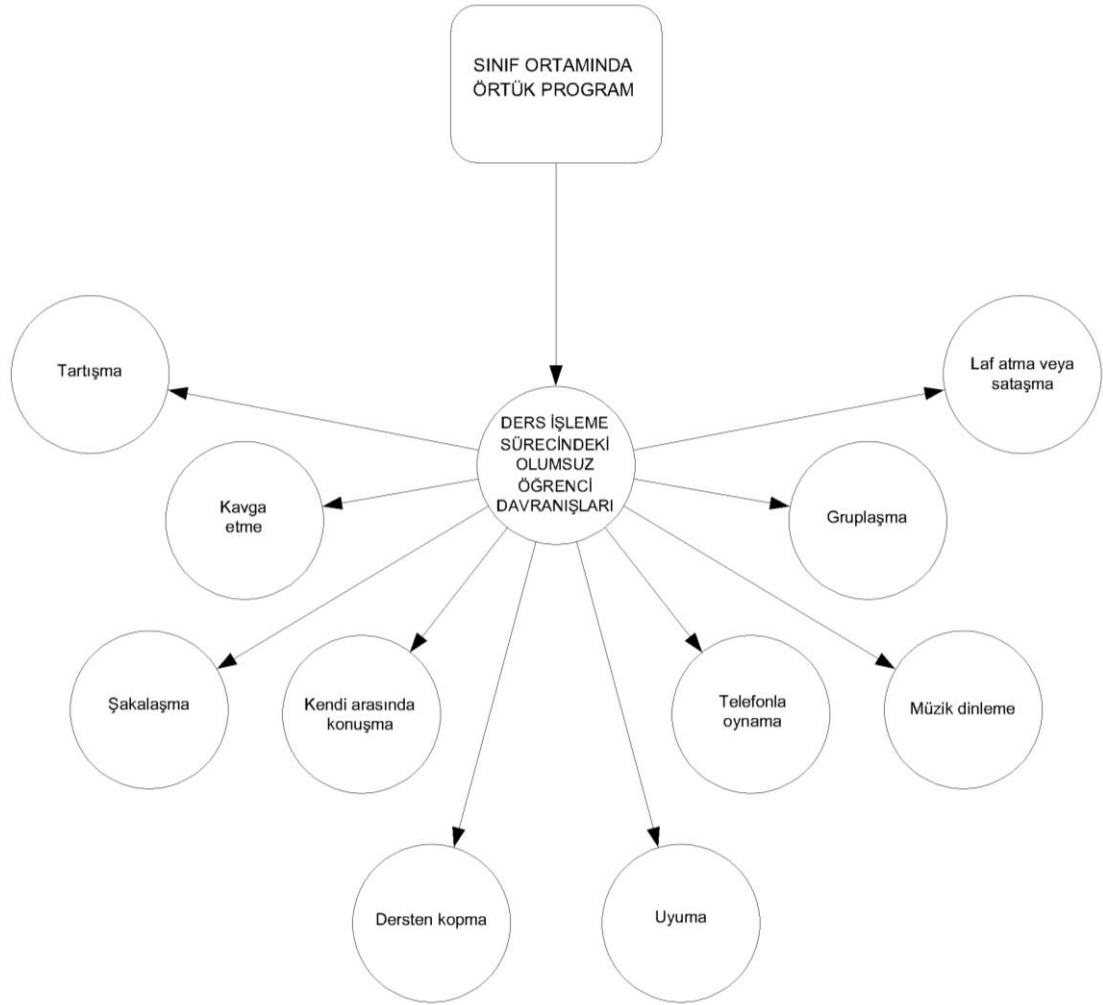 SINIF ORTAMINDA
ÖRTÜK PROGRAM
Tartışma
Laf atma veya
sataşma
DERS İŞLEME
SÜRECİNDEKİ
OLUMSUZ
ÖĞRENCİ
DAVRANIŞLARI
Kavga
etme
Gruplaşma
Şakalaşma
Kendi arasında
konuşma
Telefonla
oynama
Müzik dinleme
Dersten kopma
Uyuma